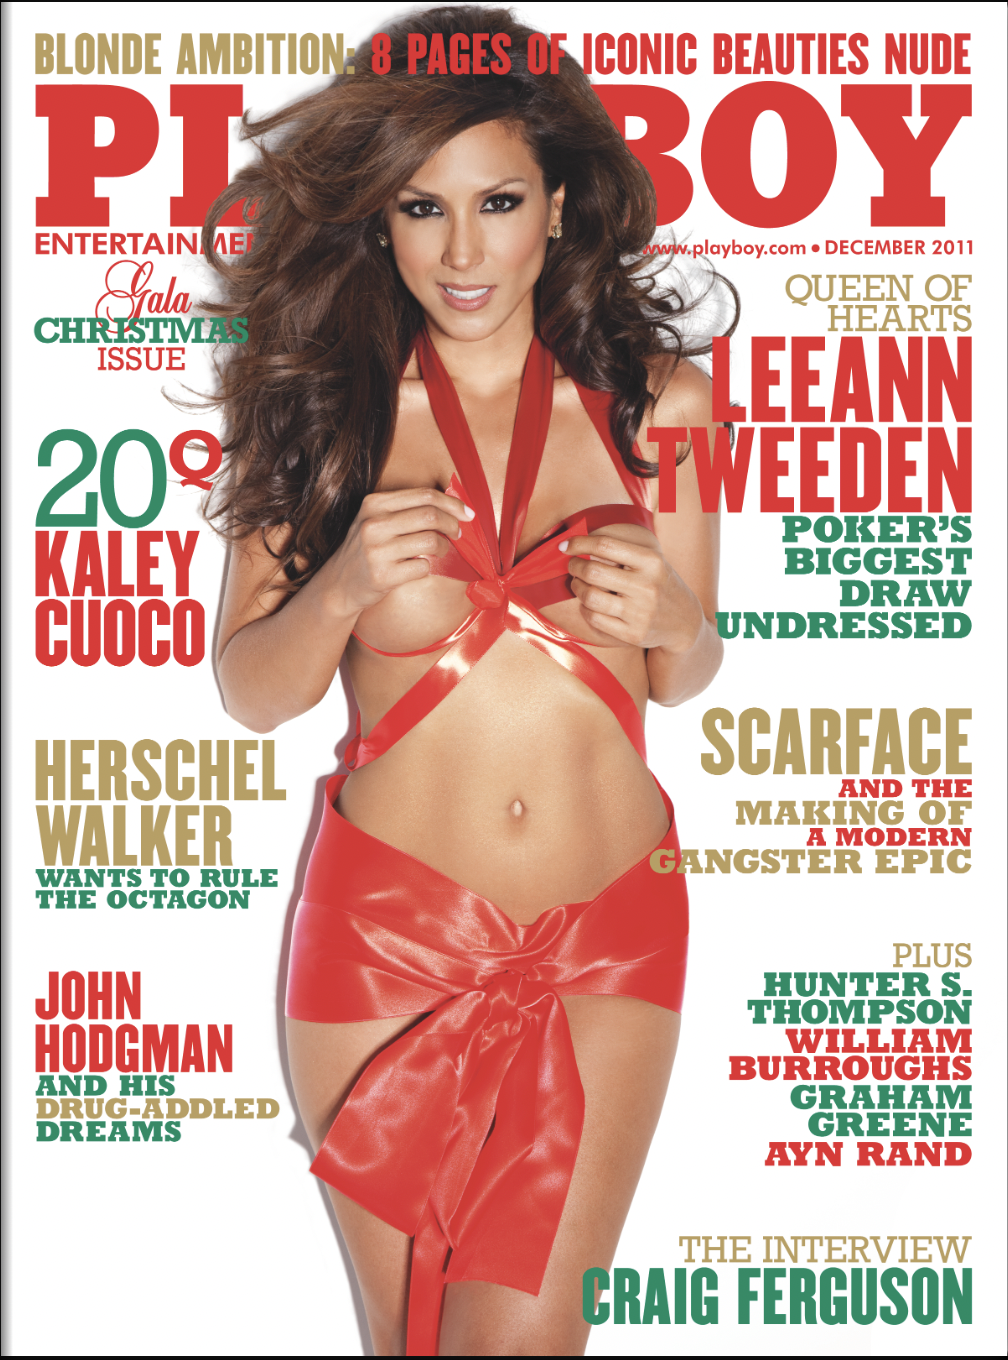 BLONDE AMBITION: 8 PAGES OF ICONIC BEAUTIES NUDE
PL BOY
ENTERTAINME
www.playboy.com • DECEMBER 2011
Gala
CHRISTMAS
ISSUE
20Q
KALEY
CUOCO
HERSCHEL
WALKER
WANTS TO RULE
THE OCTAGON
JOHN
HODGMAN
AND HIS
DRUG-ADDLED
DREAMS
QUEEN OF
HEARTS
LEEANN
TWEEDEN
POKER'S
BIGGEST
DRAW
UNDRESSED
SCARFACE
AND THE
MAKING OF
A MODERN
GANGSTER EPIC
PLUS
HUNTER S.
THOMPSON
WILLIAM
BURROUGHS
GRAHAM
GREENE
AYN RAND
THE INTERVIEW
CRAIG FERGUSON